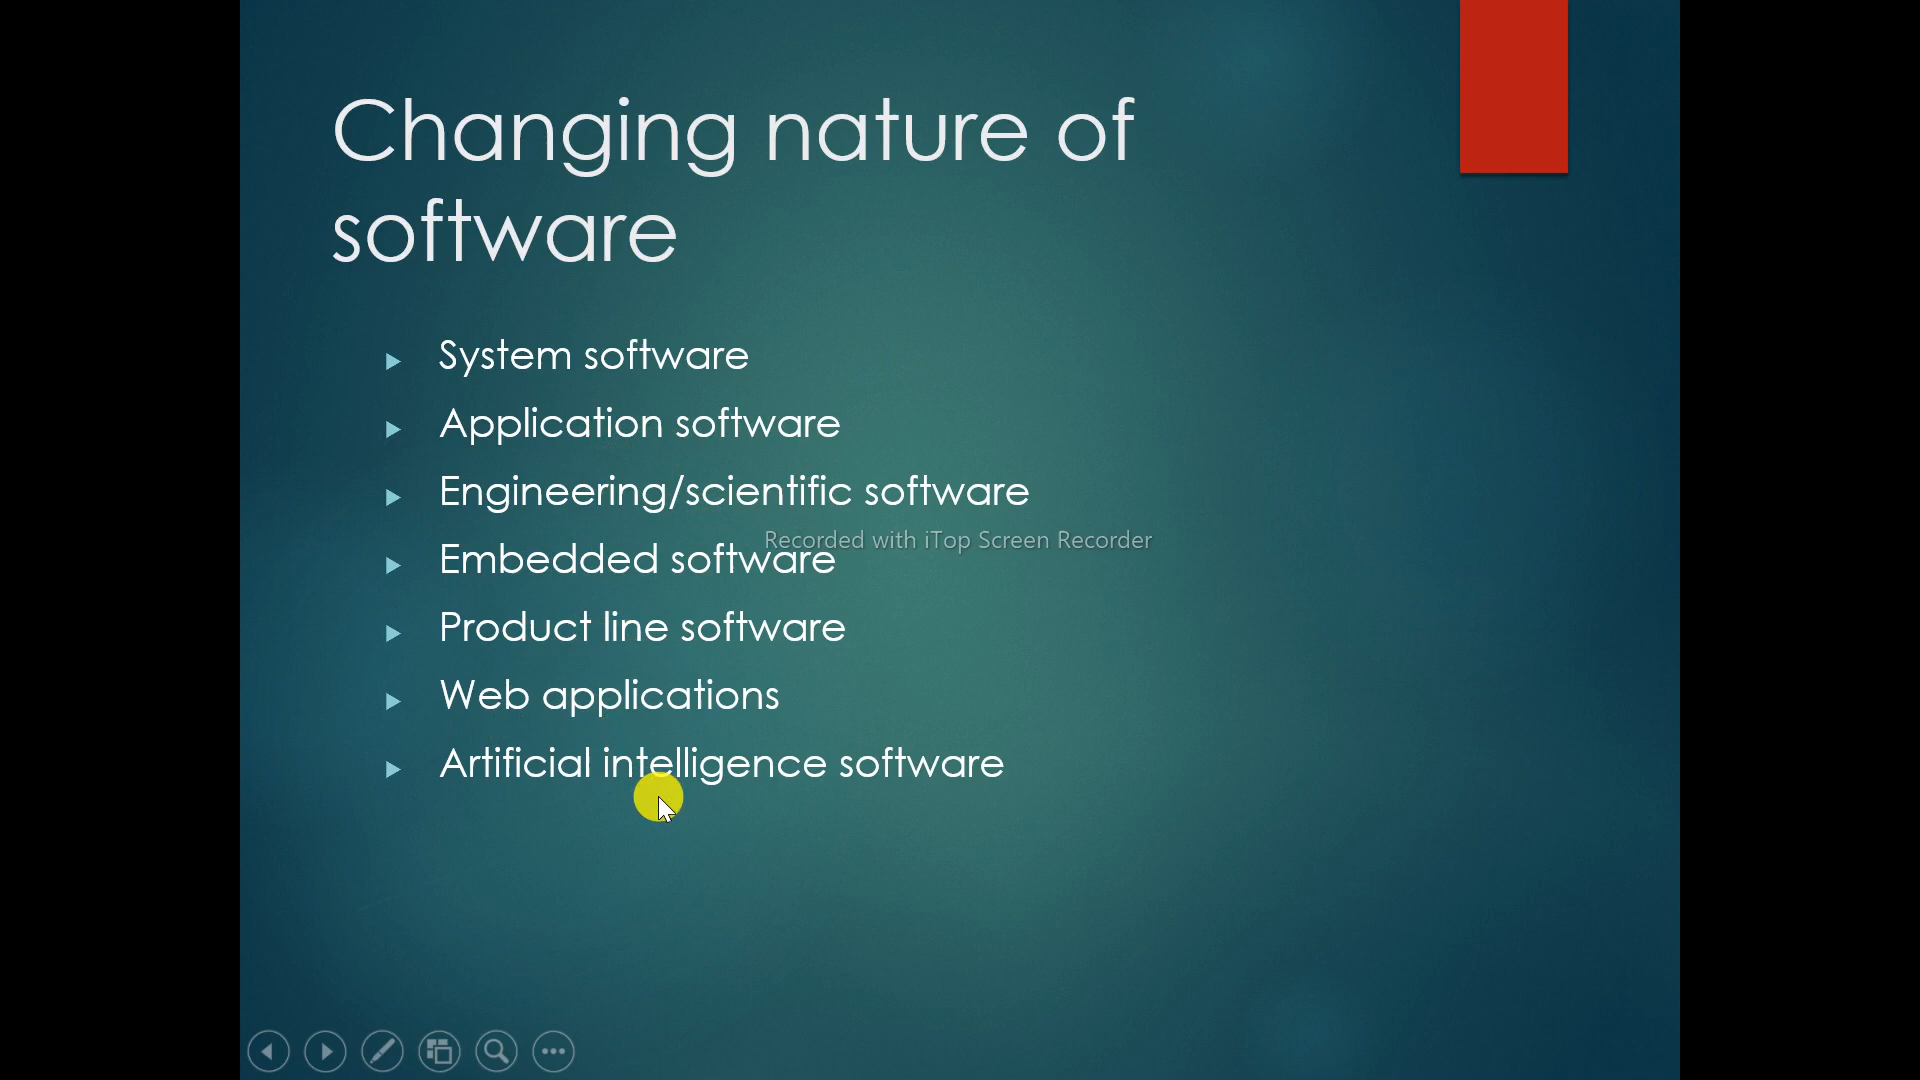 Changing nature of
software
System software
Application software
Engineering/scientific software
Recorded with iTop Screen Recorder
Embedded software
Product line software
Web applications
Artificial intelligence software